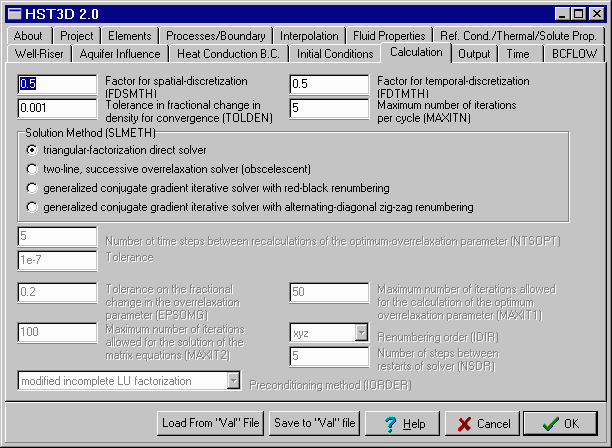 HST3D 2.0
About Project Elements Processes/Boundary Interpolation Fluid Properties Ref. Cond./Thermal/Solute Prop.
Well-Riser Aquifer Influence Heat Conduction B.C. Initial Conditions Calculation Output Time BCFLOW
0.5 Factor for spatial-discretization (FDSMTH)
0.5 Factor for temporal-discretization (FDTMTH)
0.001 Tolerance in fractional change in density for convergence (TOLDEN)
5 Maximum number of iterations per cycle (MAXITN)
Solution Method (SLMETH)
triangular-factorization direct solver
two-line, successive overrelaxation solver (obscelescent)
generalized conjugate gradient iterative solver with red-black renumbering
generalized conjugate gradient iterative solver with alternating-diagonal zig-zag renumbering
5 Number of time steps between recalculations of the optimum-overrelaxation parameter (NTSOPT)
1e-7 Tolerance
0.2 Tolerance on the fractional change in the overrelaxation parameter (EPSOMG)
50 Maximum number of iterations allowed for the calculation of the optimum overrelaxation parameter (MAXIT1)
100 Maximum number of iterations allowed for the solution of the matrix equations (MAXIT2)
xyz Renumbering order (IDIR)
5 Number of steps between restarts of solver (NSDR)
modified incomplete LU factorization Preconditioning method (IORDER)
Load From "Val" File Save to "Val" file ? Help Cancel OK